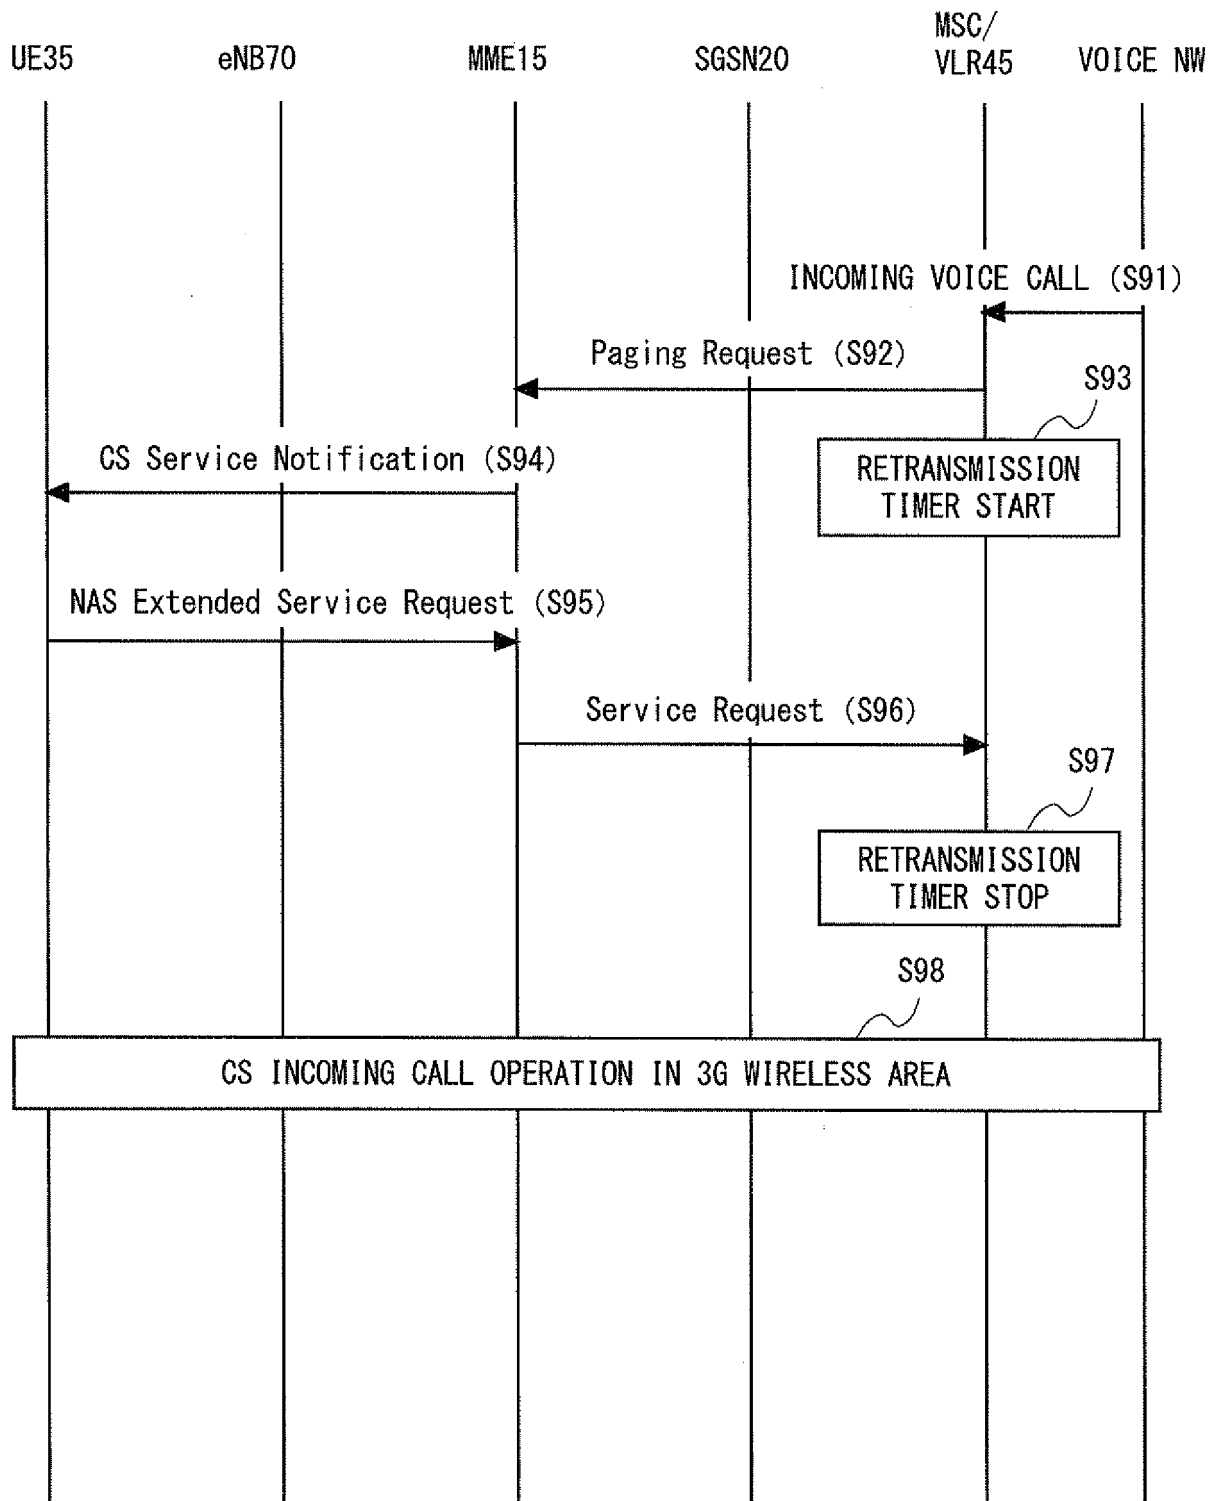 UE35 eNB70 MME15 SGSN20 MSC/
VLR45 VOICE NW
INCOMING VOICE CALL (S91)
Paging Request (S92)
S93
RETRANSMISSION
TIMER START
CS Service Notification (S94)
NAS Extended Service Request (S95)
Service Request (S96)
S97
RETRANSMISSION
TIMER STOP
S98
CS INCOMING CALL OPERATION IN 3G WIRELESS AREA